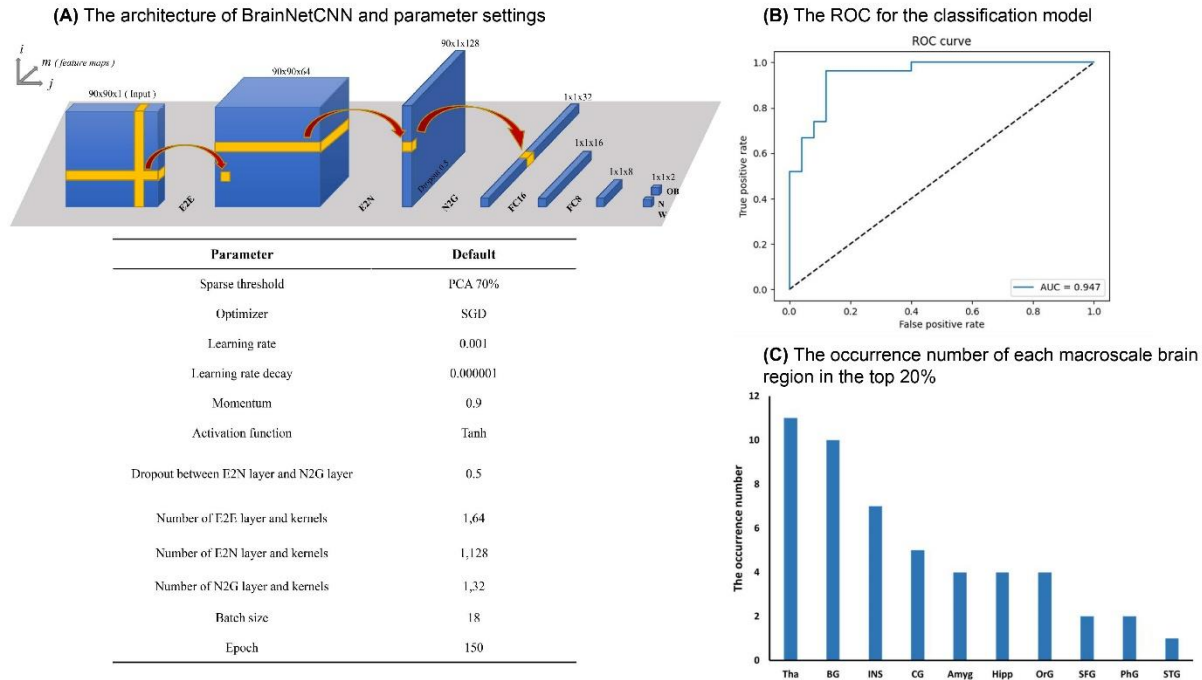 (A) The architecture of BrainNetCNN and parameter settings
i
m ( feature maps )
j
90x90x1 ( Input )
90x90x64
90x1x128
1x1x32
1x1x16
1x1x8
1x1x2
OB
N
W
E2E
E2N
Dropout 0.5
N2G
FC16
FC8
Parameter Default
Sparse threshold PCA 70%
Optimizer SGD
Learning rate 0.001
Learning rate decay 0.000001
Momentum 0.9
Activation function Tanh
Dropout between E2N layer and N2G layer 0.5
Number of E2E layer and kernels 1,64
Number of E2N layer and kernels 1,128
Number of N2G layer and kernels 1,32
Batch size 18
Epoch 150
(B) The ROC for the classification model
ROC curve
True positive rate
1.0
0.8
0.6
0.4
0.2
0.0
AUC = 0.947
0.0 0.2 0.4 0.6 0.8 1.0
False positive rate
(C) The occurrence number of each macroscale brain
region in the top 20%
The occurrence number
12
10
8
6
4
2
0
Tha BG INS CG Amyg Hipp OrG SFG PhG STG